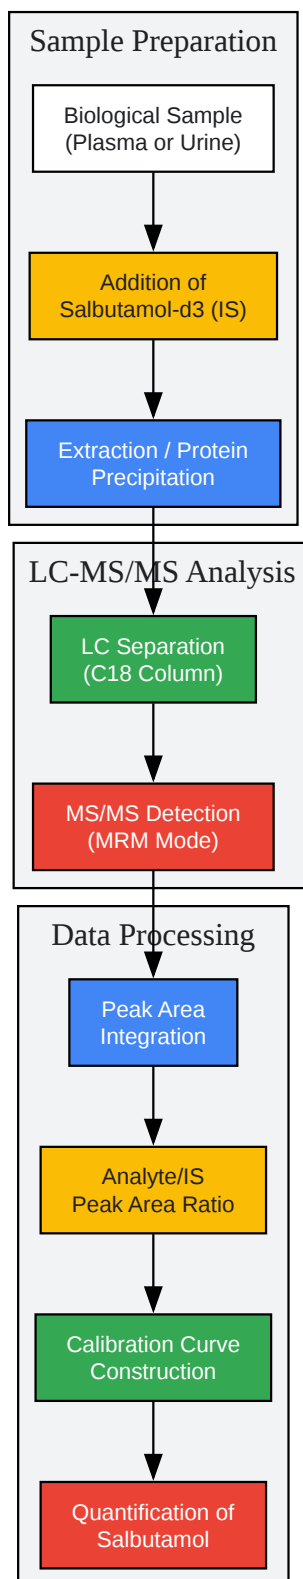 Sample Preparation
Biological Sample
(Plasma or Urine)
Addition of
Salbutamol-d3 (IS)
Extraction / Protein
Precipitation
LC-MS/MS Analysis
LC Separation
(C18 Column)
MS/MS Detection
(MRM Mode)
Data Processing
Peak Area
Integration
Analyte/IS
Peak Area Ratio
Calibration Curve
Construction
Quantification of
Salbutamol